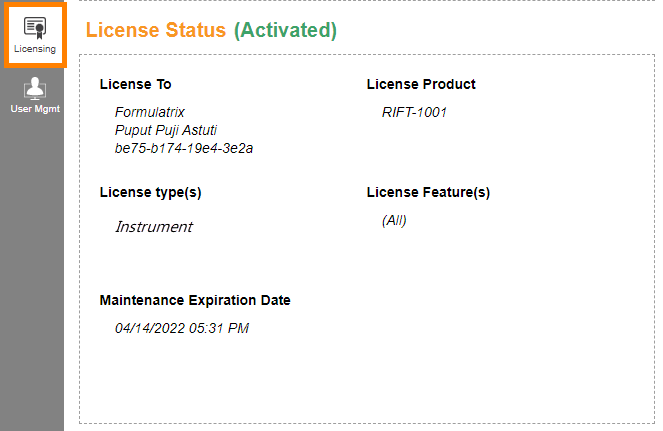 Licensing
User Mgmt
License Status (Activated)
License To
Formulatrix
Puput Puji Astuti
be75-b174-19e4-3e2a
License Product
RIFT-1001
License type(s)
Instrument
License Feature(s)
(All)
Maintenance Expiration Date
04/14/2022 05:31 PM